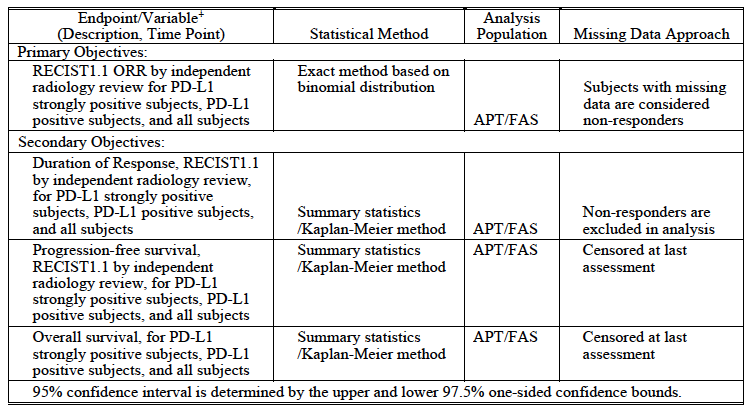 Endpoint/Variable+
(Description, Time Point)
Statistical Method
Analysis
Population
Missing Data Approach
Primary Objectives:
RECIST1.1 ORR by independent
radiology review for PD-L1
strongly positive subjects, PD-L1
positive subjects, and all subjects
Exact method based on
binomial distribution
APT/FAS
Subjects with missing
data are considered
non-responders
Secondary Objectives:
Duration of Response, RECIST1.1
by independent radiology review,
for PD-L1 strongly positive
subjects, PD-L1 positive subjects,
and all subjects
Summary statistics
/Kaplan-Meier method
APT/FAS
Non-responders are
excluded in analysis
Progression-free survival,
RECIST1.1 by independent
radiology review, for PD-L1
strongly positive subjects, PD-L1
positive subjects, and all subjects
Summary statistics
/Kaplan-Meier method
APT/FAS
Censored at last
assessment
Overall survival, for PD-L1
strongly positive subjects, PD-L1
positive subjects, and all subjects
Summary statistics
/Kaplan-Meier method
APT/FAS
Censored at last
assessment
95% confidence interval is determined by the upper and lower 97.5% one-sided confidence bounds.